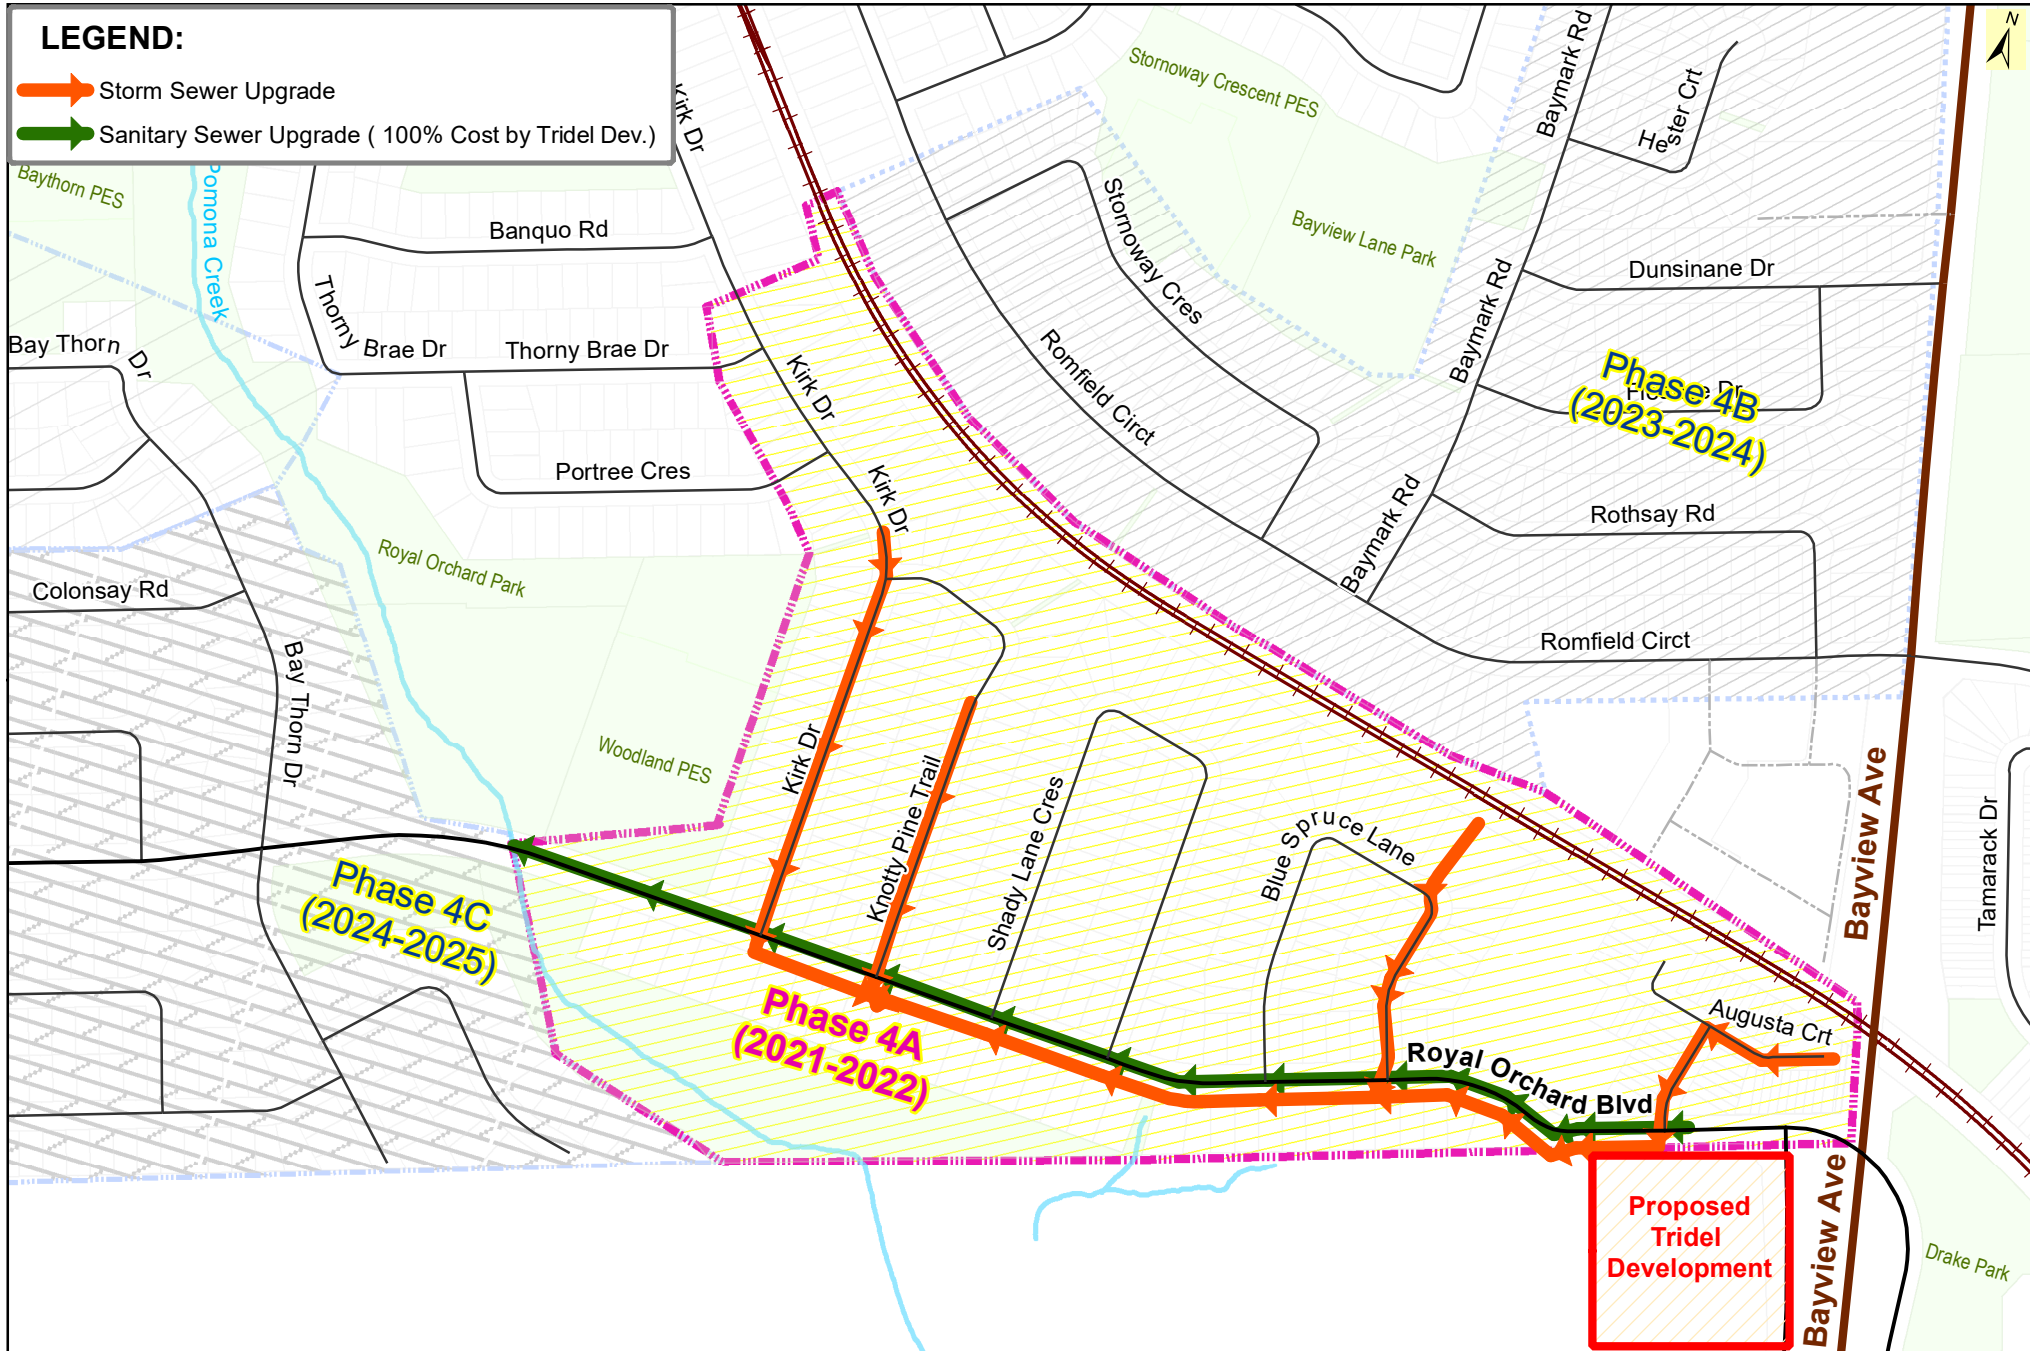 LEGEND:
Storm Sewer Upgrade
Sanitary Sewer Upgrade ( 100% Cost by Tridel Dev.)
N
Kirk Dr
Stornoway Crescent PES
Baymark Rd
Hester Crt
Baythorn PES
Pomona Creek
Banquo Rd
Stornoway Cres
Bayview Lane Park
Dunsinane Dr
Thorny Brae Dr
Thorny Brae Dr
Bay Thorn Dr
Kirk Dr
Romfield Circt
Baymark Rd
Phase 4B
(2023-2024)
Portree Cres
Kirk Dr
Baymark Rd
Rothsay Rd
Royal Orchard Park
Colonsay Rd
Romfield Circt
Bay Thorn Dr
Woodland PES
Kirk Dr
Knotty Pine Trail
Shady Lane Cres
Blue Spruce Lane
Bayview Ave
Tamarack Dr
Phase 4C
(2024-2025)
Phase 4A
(2021-2022)
Augusta Crt
Royal Orchard Blvd
Proposed
Tridel
Development
Bayview Ave
Drake Park